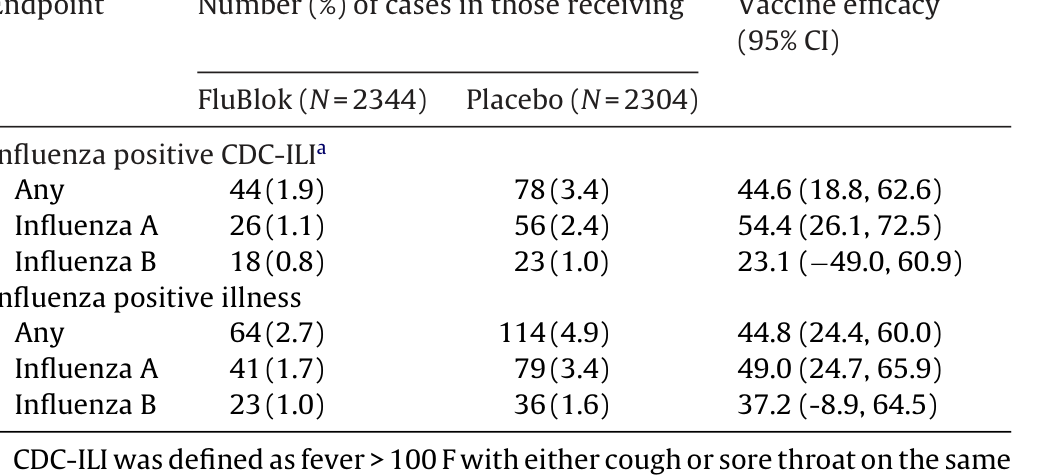 Endpoint Number (%) of cases in those receiving Vaccine efficacy
(95% CI)
FluBlok (N = 2344) Placebo (N = 2304)
nfluenza positive CDC-ILIa
Any 44 (1.9) 78 (3.4) 44.6 (18.8, 62.6)
Influenza A 26 (1.1) 56 (2.4) 54.4 (26.1, 72.5)
Influenza B 18 (0.8) 23 (1.0) 23.1 (−49.0, 60.9)
nfluenza positive illness
Any 64 (2.7) 114 (4.9) 44.8 (24.4, 60.0)
Influenza A 41 (1.7) 79 (3.4) 49.0 (24.7, 65.9)
Influenza B 23 (1.0) 36 (1.6) 37.2 (-8.9, 64.5)
CDC-ILI was defined as fever > 100 F with either cough or sore throat on the same